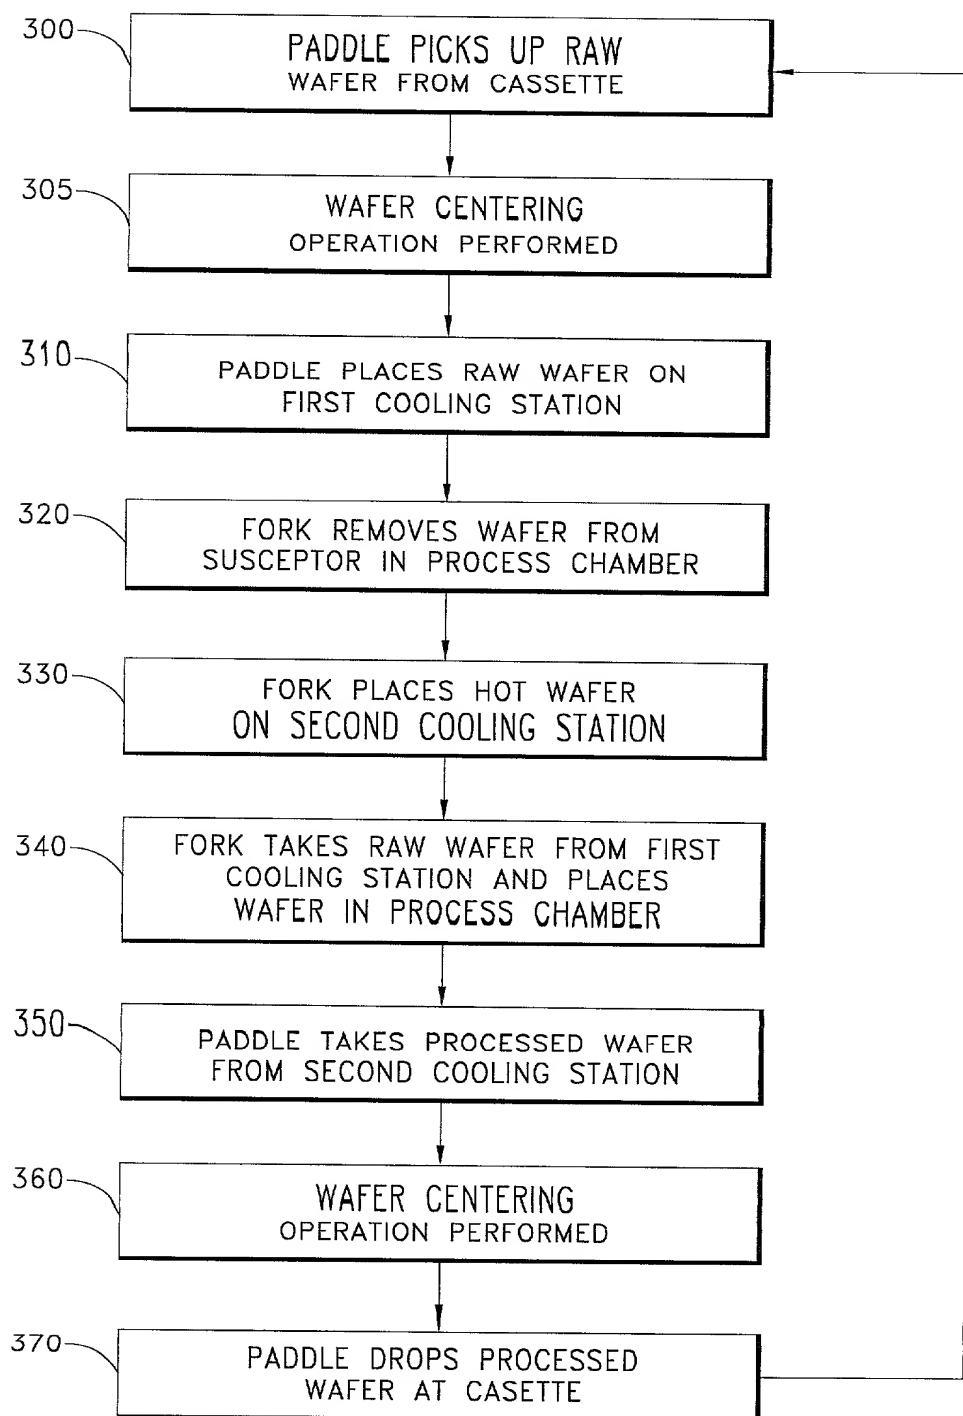 300
PADDLE PICKS UP RAW
WAFER FROM CASSETTE
305
WAFER CENTERING
OPERATION PERFORMED
310
PADDLE PLACES RAW WAFER ON
FIRST COOLING STATION
320
FORK REMOVES WAFER FROM
SUSCEPTOR IN PROCESS CHAMBER
330
FORK PLACES HOT WAFER
ON SECOND COOLING STATION
340
FORK TAKES RAW WAFER FROM FIRST
COOLING STATION AND PLACES
WAFER IN PROCESS CHAMBER
350
PADDLE TAKES PROCESSED WAFER
FROM SECOND COOLING STATION
360
WAFER CENTERING
OPERATION PERFORMED
370
PADDLE DROPS PROCESSED
WAFER AT CASETTE